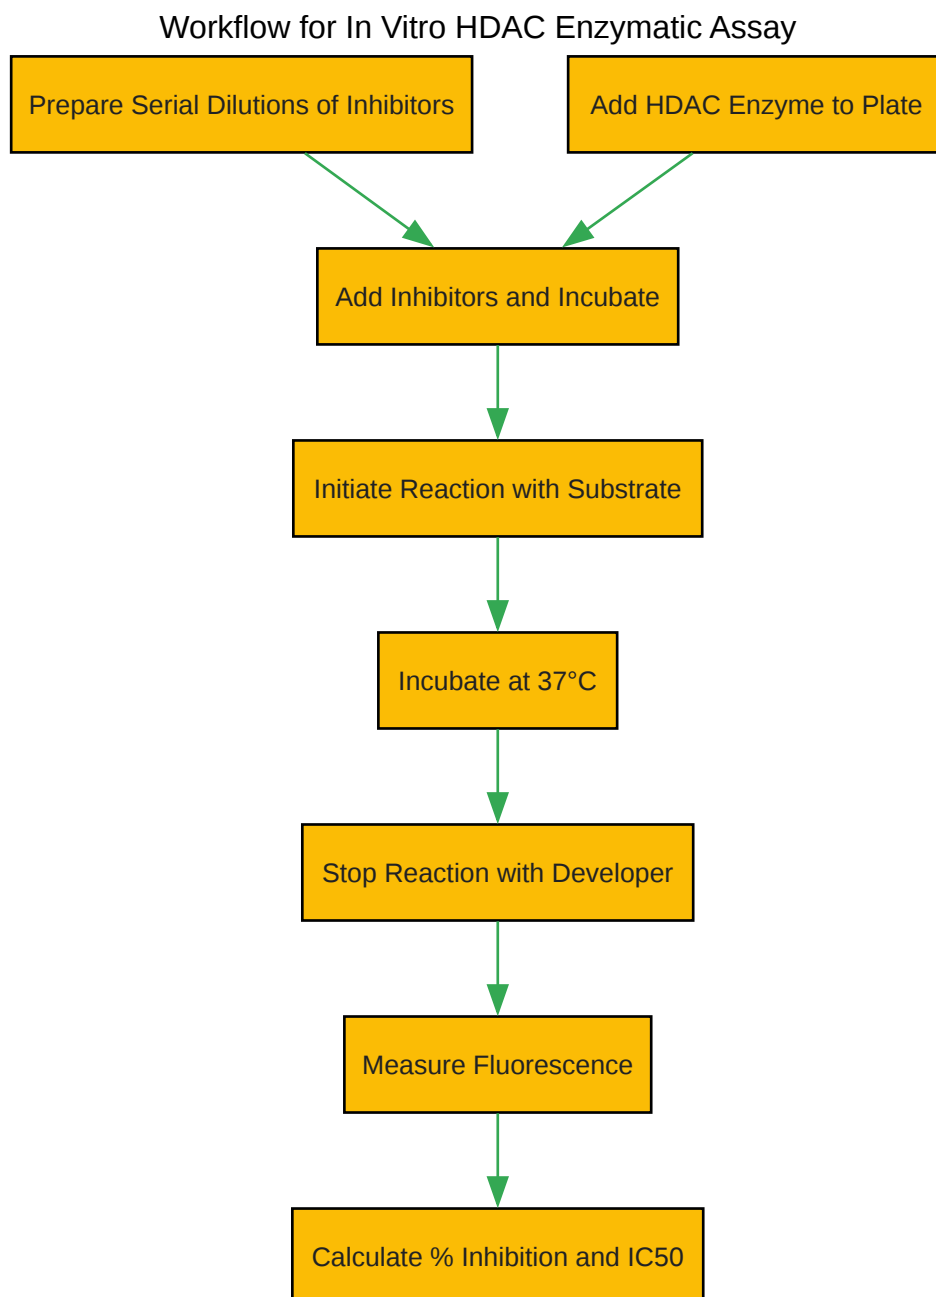 Workflow for In Vitro HDAC Enzymatic Assay
Prepare Serial Dilutions of Inhibitors
Add HDAC Enzyme to Plate
Add Inhibitors and Incubate
Initiate Reaction with Substrate
Incubate at 37°C
Stop Reaction with Developer
Measure Fluorescence
Calculate % Inhibition and IC50